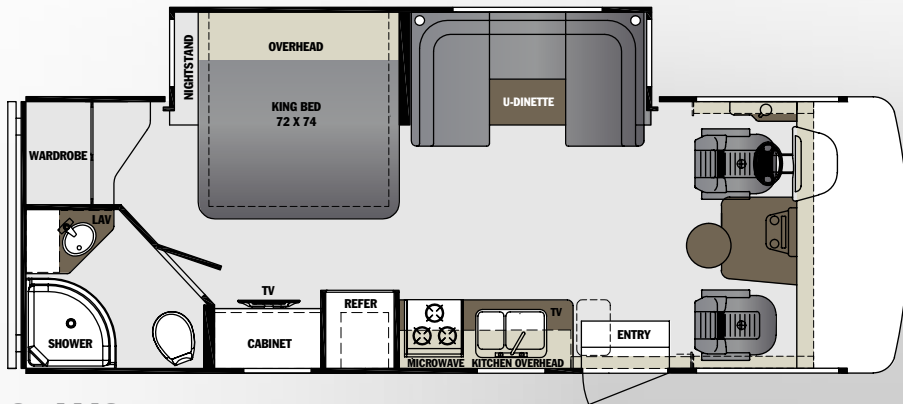 NIGHTSTAND
OVERHEAD
KING BED
72 X 74
U-DINETTE
WARDROBE
LAV
TV
REFER
TV
SHOWER
CABINET
ENTRY
MICROWAVE
KITCHEN OVERHEAD